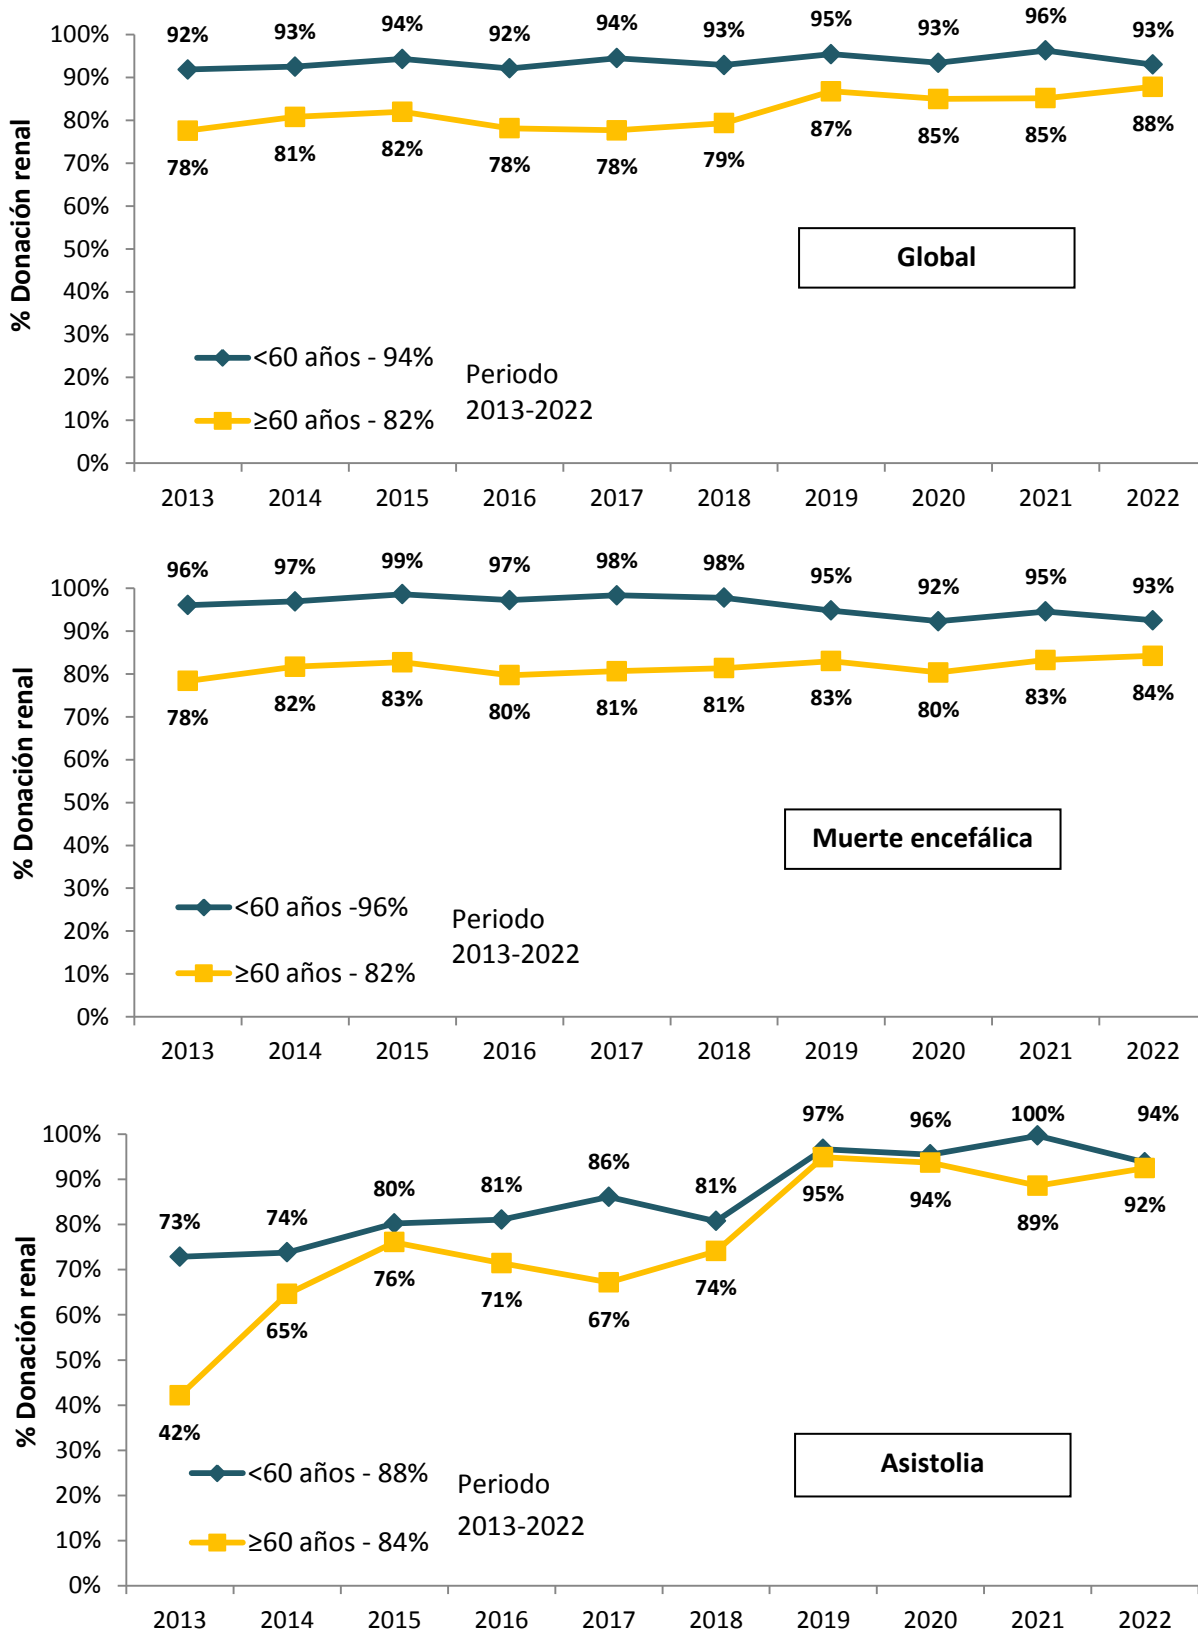 92% 93% 94% 92% 94% 93% 95% 93% 96% 93%
100%
90%
80%
70%
60%
50%
40%
30%
20%
10%
0%
% Donación renal
78% 81% 82% 78% 78% 79% 87% 85% 85% 88%
Global
<60 años - 94%
≥60 años - 82%
Periodo
2013-2022
2013 2014 2015 2016 2017 2018 2019 2020 2021 2022
96% 97% 99% 97% 98% 98% 95% 92% 95% 93%
100%
90%
80%
70%
60%
50%
40%
30%
20%
10%
0%
% Donación renal
78% 82% 83% 80% 81% 81% 83% 80% 83% 84%
Muerte encefálica
<60 años -96%
≥60 años - 82%
Periodo
2013-2022
2013 2014 2015 2016 2017 2018 2019 2020 2021 2022
73% 74% 80% 81% 86% 81% 97% 96% 100% 94%
100%
90%
80%
70%
60%
50%
40%
30%
20%
10%
0%
% Donación renal
42% 65% 76% 71% 67% 74% 95% 94% 89% 92%
Asistolia
<60 años - 88%
≥60 años - 84%
Periodo
2013-2022
2013 2014 2015 2016 2017 2018 2019 2020 2021 2022